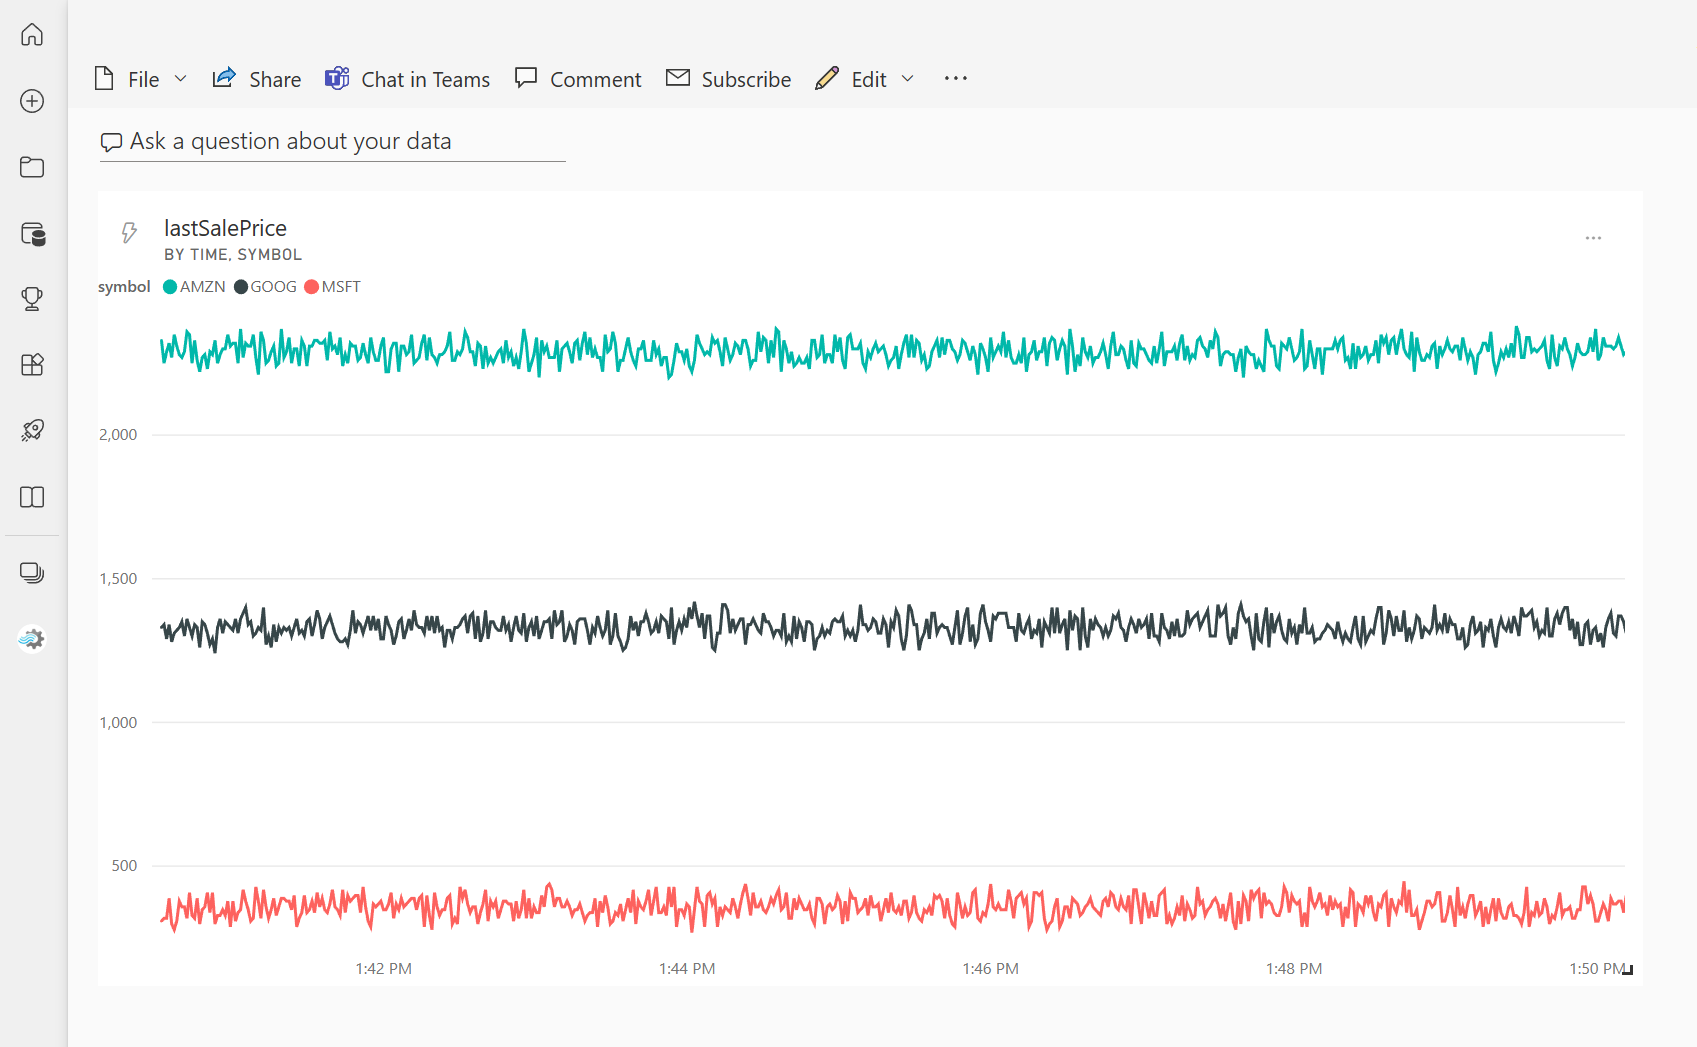 File Share Chat in Teams Comment Subscribe Edit ...
Ask a question about your data
lastSalePrice
BY TIME, SYMBOL
symbol AMZN GOOG MSFT
2,000
1,500
1,000
500
1:42 PM 1:44 PM 1:46 PM 1:48 PM 1:50 PM